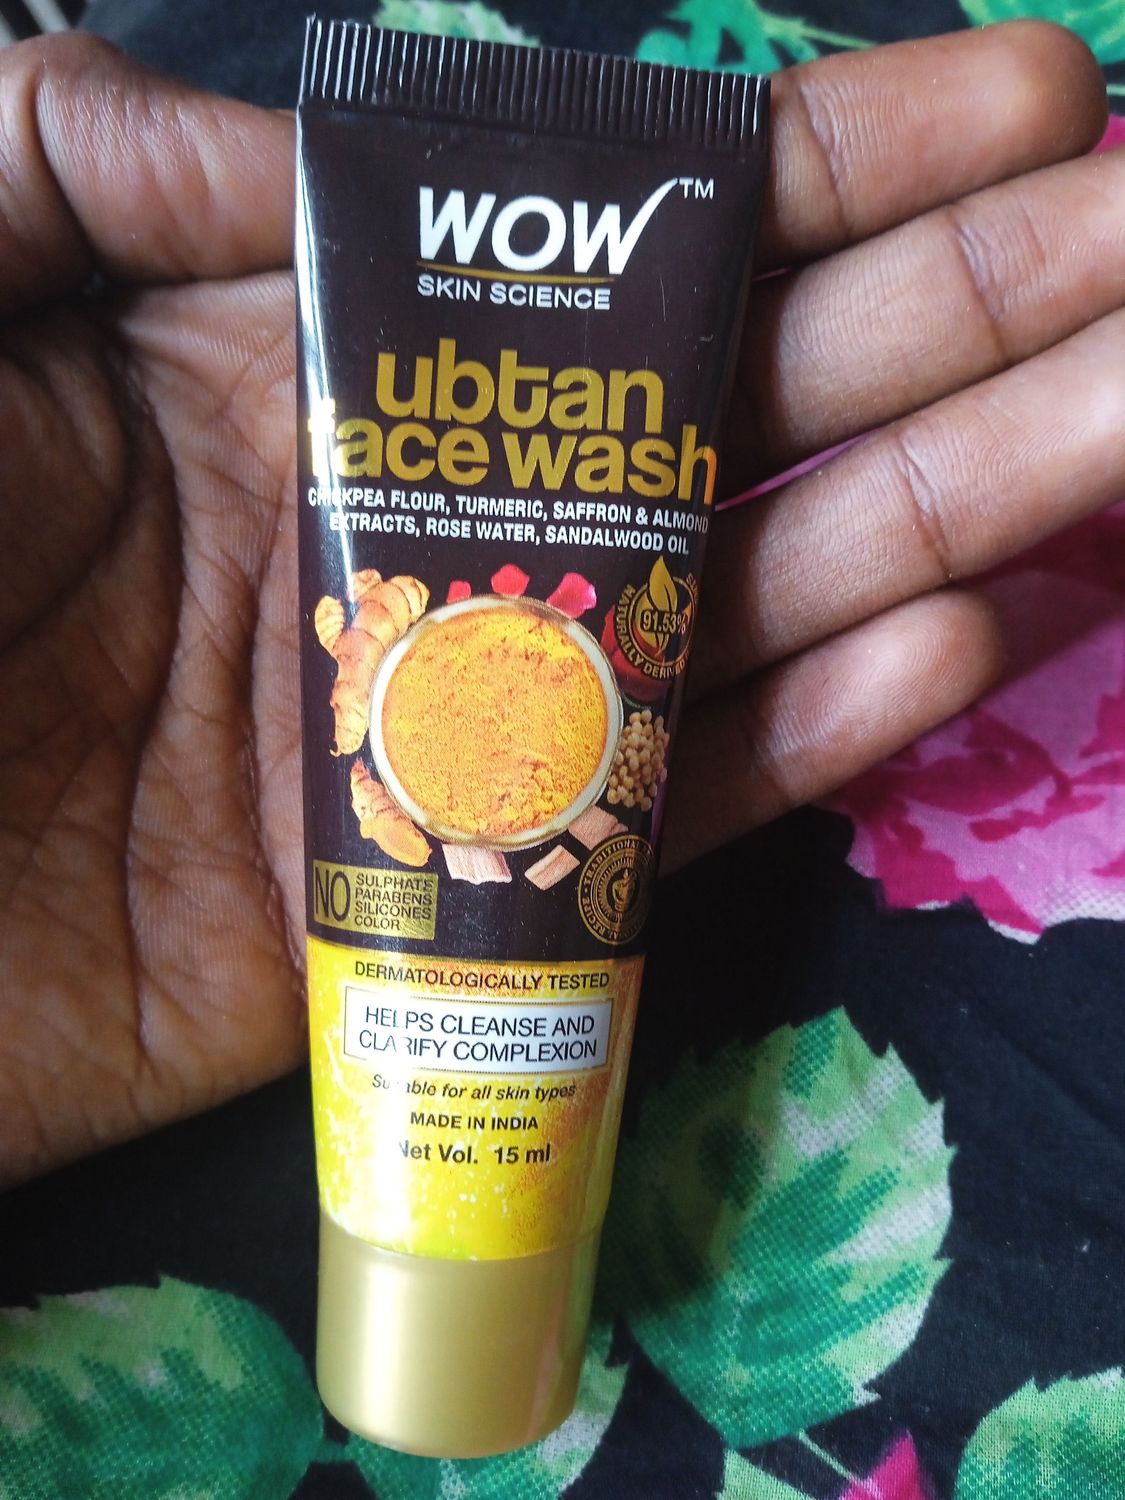 WOW™
SKIN SCIENCE
ubtan
face wash
CHICKPEA FLOUR, TURMERIC, SAFFRON & ALMOND
EXTRACTS, ROSE WATER, SANDALWOOD OIL
91.53%
NATURALLY DERIVED
NO
SULPHATE
PARABENS
SILICONES
COLOR
TRADITIONAL
DERMATOLOGICALLY TESTED
HELPS CLEANSE AND
CLARIFY COMPLEXION
Suitable for all skin types
MADE IN INDIA
Net Vol. 15 ml